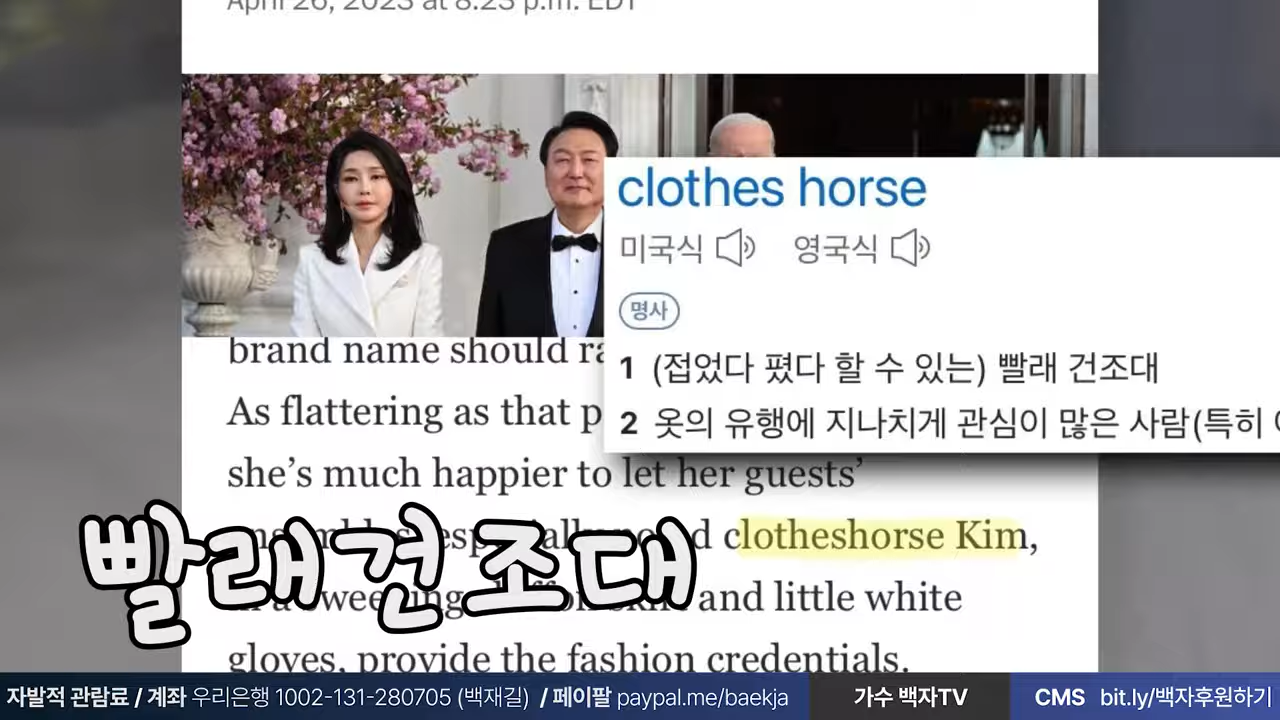 April 26, 2023 at 8:23 p.m. EDT
clothes horse
미국식 영국식
명사
1 (접었다 폈다 할 수 있는) 빨래 건조대
2 옷의 유행에 지나치게 관심이 많은 사람(특히
brand name should
As flattering as that
she's much happier to let her guests'
noted clotheshorse Kim,
and little white
gloves, provide the fashion credentials.
빨래건조대
자발적 관람료 / 계좌 우리은행 1002-131-280705 (백재길) / 페이팔 paypal.me/baekja 가수 백자TV CMS bit.ly/백자후원하기